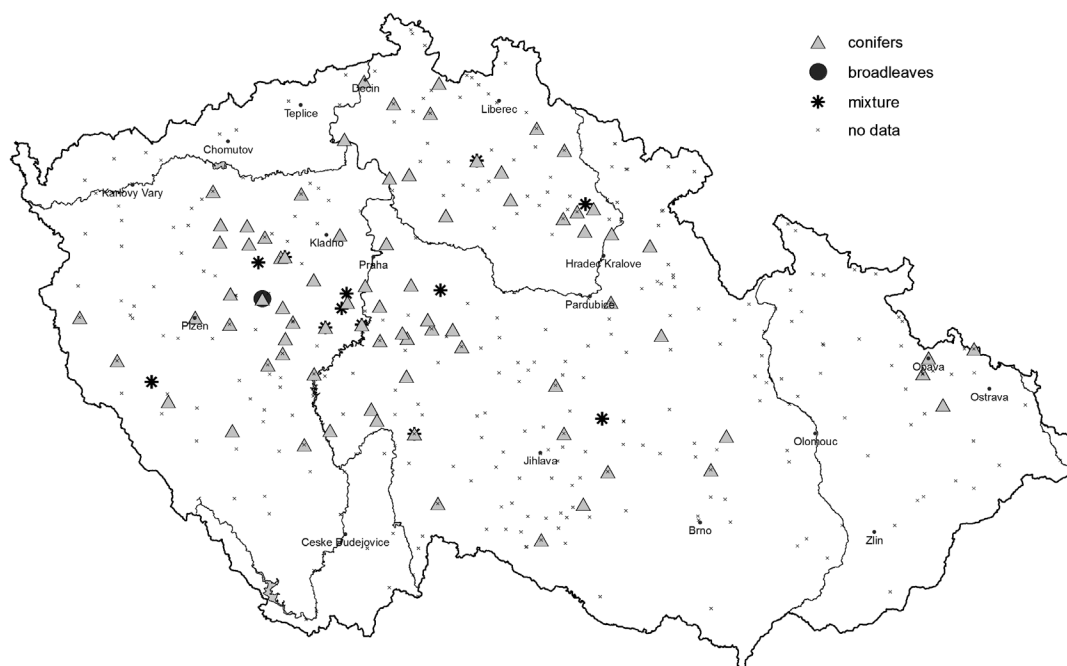 conifers
broadleaves
mixture
no data
Decin
Teplice
Liberec
Chomutov
Karlovy Vary
Kladno
Praha
Hradec Kralove
Pardubice
Plzen
Opava
Ostrava
Olomouc
Jihlava
Brno
Zlin
Ceske Budejovice